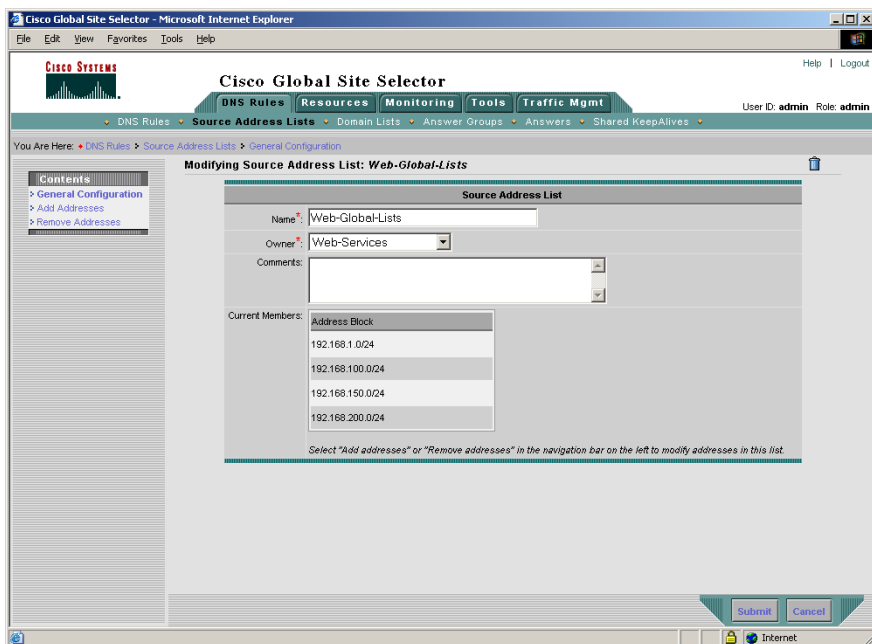 Cisco Global Site Selector - Microsoft Internet Explorer
File Edit View Favorites Tools Help
CISCO SYSTEMS
Help | Logout
Cisco Global Site Selector
DNS Rules Resources Monitoring Tools Traffic Mgmt
User ID: admin Role: admin
DNS Rules Source Address Lists Domain Lists Answer Groups Answers Shared KeepAlives
You Are Here: DNS Rules Source Address Lists General Configuration
Modifying Source Address List: Web-Global-Lists
Contents
General Configuration
Add Addresses
Remove Addresses
Source Address List
Name*: Web-Global-Lists
Owner*: Web-Services
Comments:
Current Members:
Address Block
192.168.1.0/24
192.168.100.0/24
192.168.150.0/24
192.168.200.0/24
Select "Add addresses" or "Remove addresses" in the navigation bar on the left to modify addresses in this list.
Submit Cancel
Internet